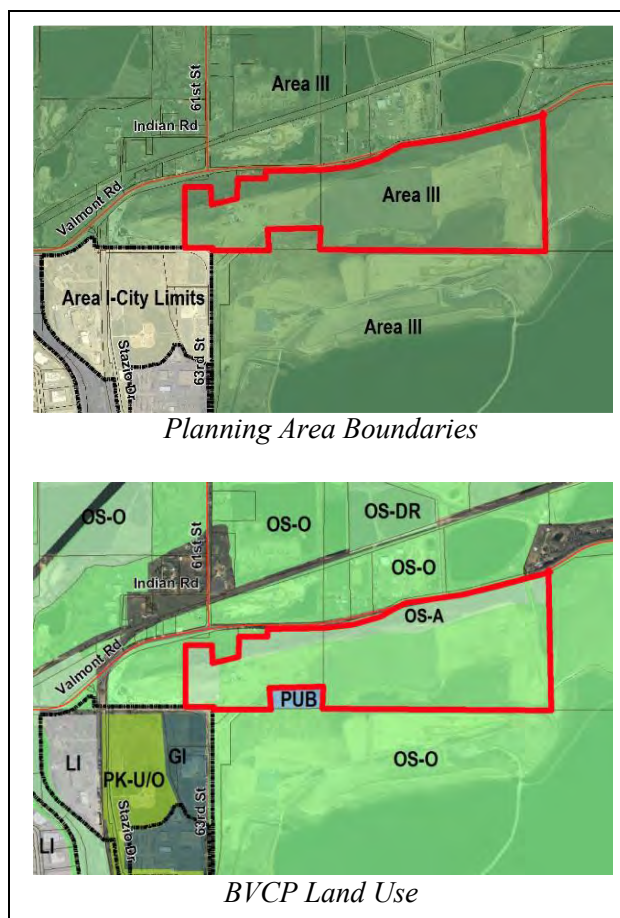 Area III
61st St
Indian Rd
Valmont Rd
Area III
Area I-City Limits
Area III
Stazio Dr
63rd St
Planning Area Boundaries
OS-O
OS-O
OS-DR
61st St
Indian Rd
OS-O
OS-A
Valmont Rd
PUB
LI
GI
PK-U/O
OS-O
63rd St
Stazio Dr
LI
BVCP Land Use